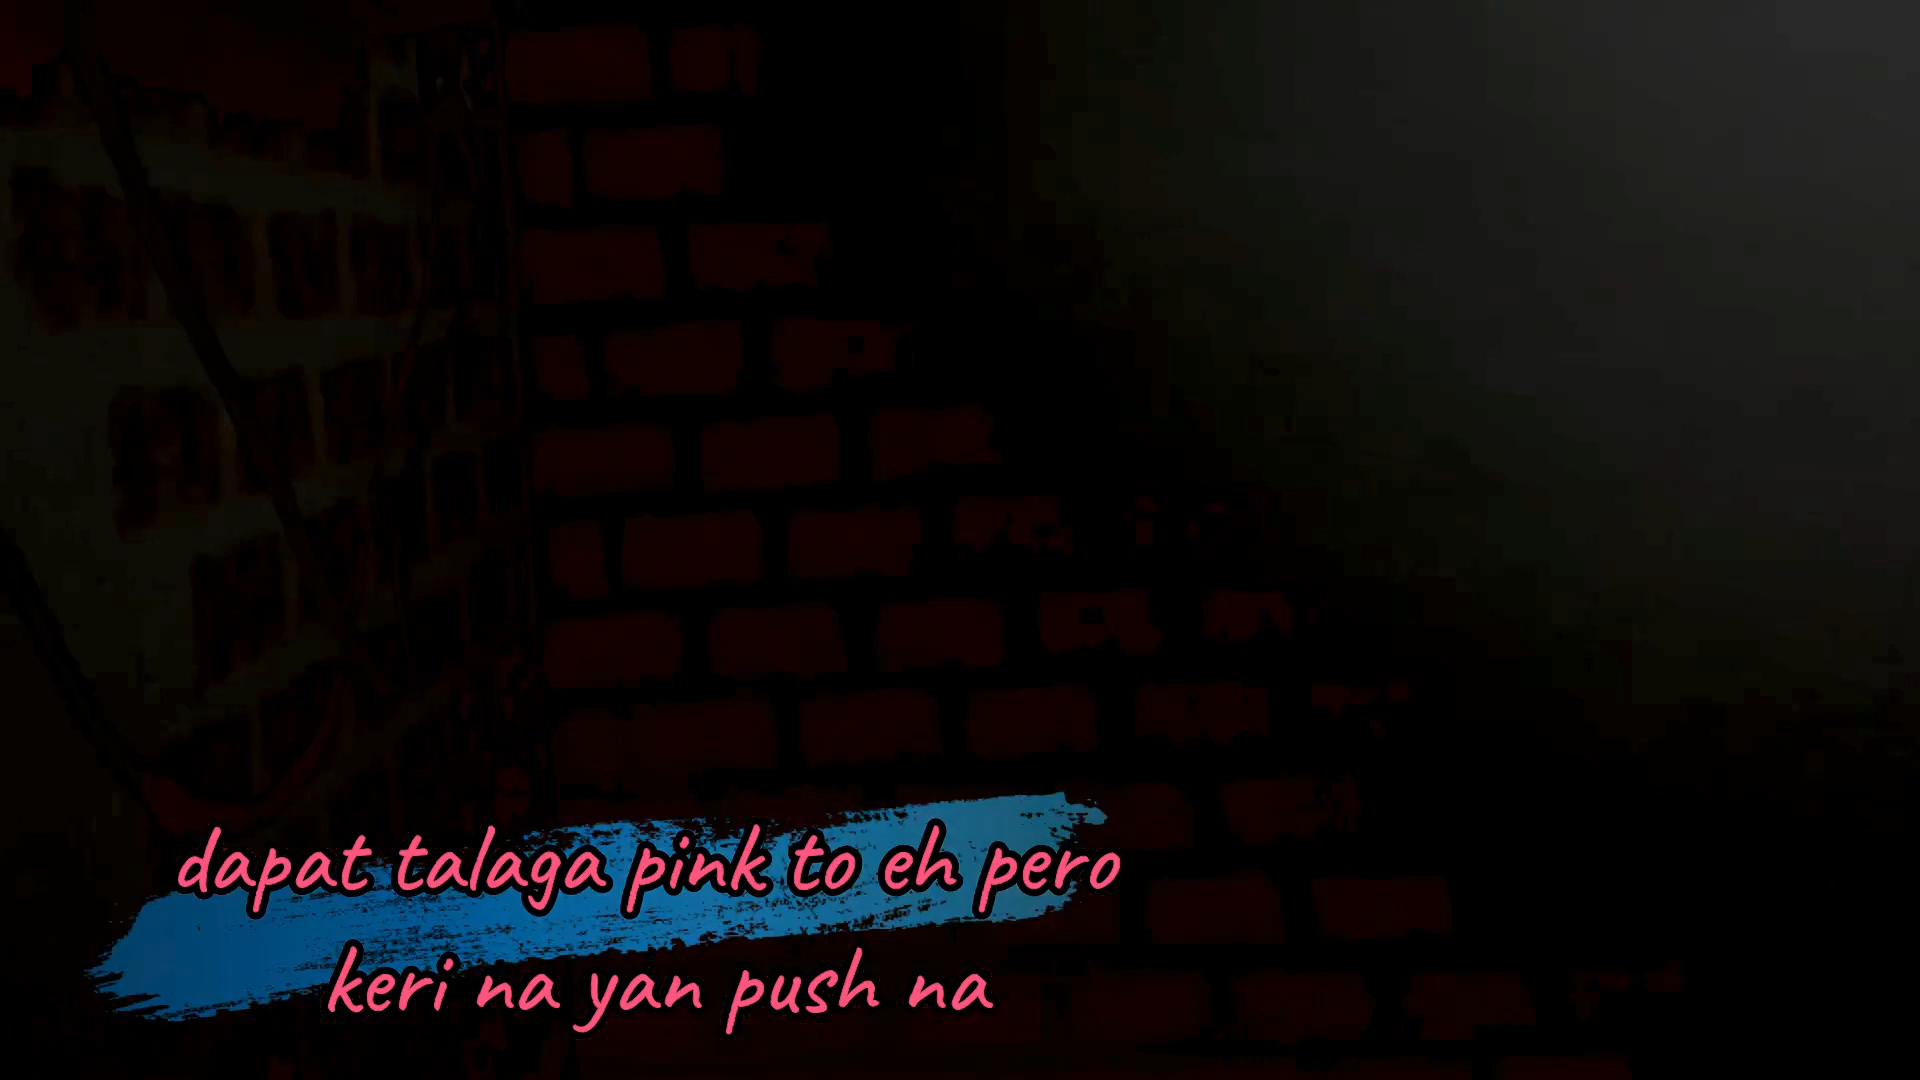 dapat talaga pink to eh pero
keri na yan push na